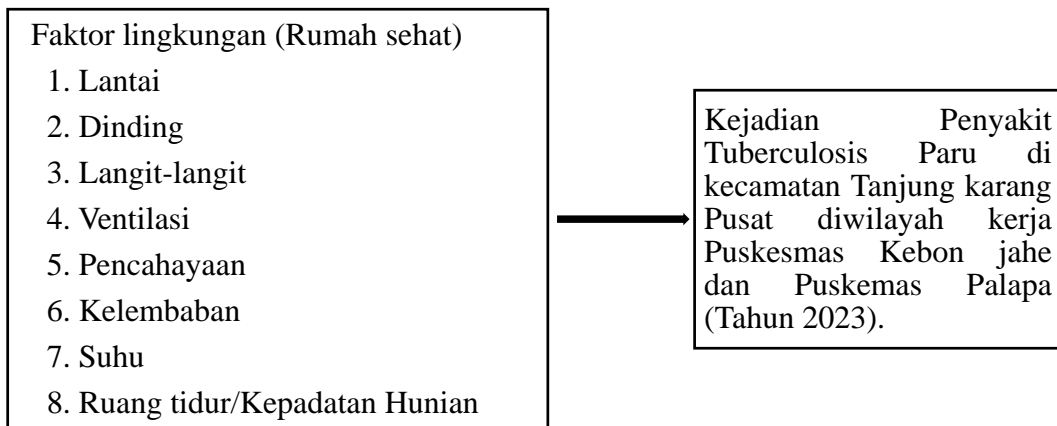 Faktor lingkungan (Rumah sehat)
1. Lantai
2. Dinding
3. Langit-langit
4. Ventilasi
5. Pencahayaan
6. Kelembaban
7. Suhu
8. Ruang tidur/Kepadatan Hunian
Kejadian Penyakit
Tuberculosis Paru di
kecamatan Tanjung karang
Pusat diwilayah kerja
Puskesmas Kebon jahe
dan Puskemas Palapa
(Tahun 2023).